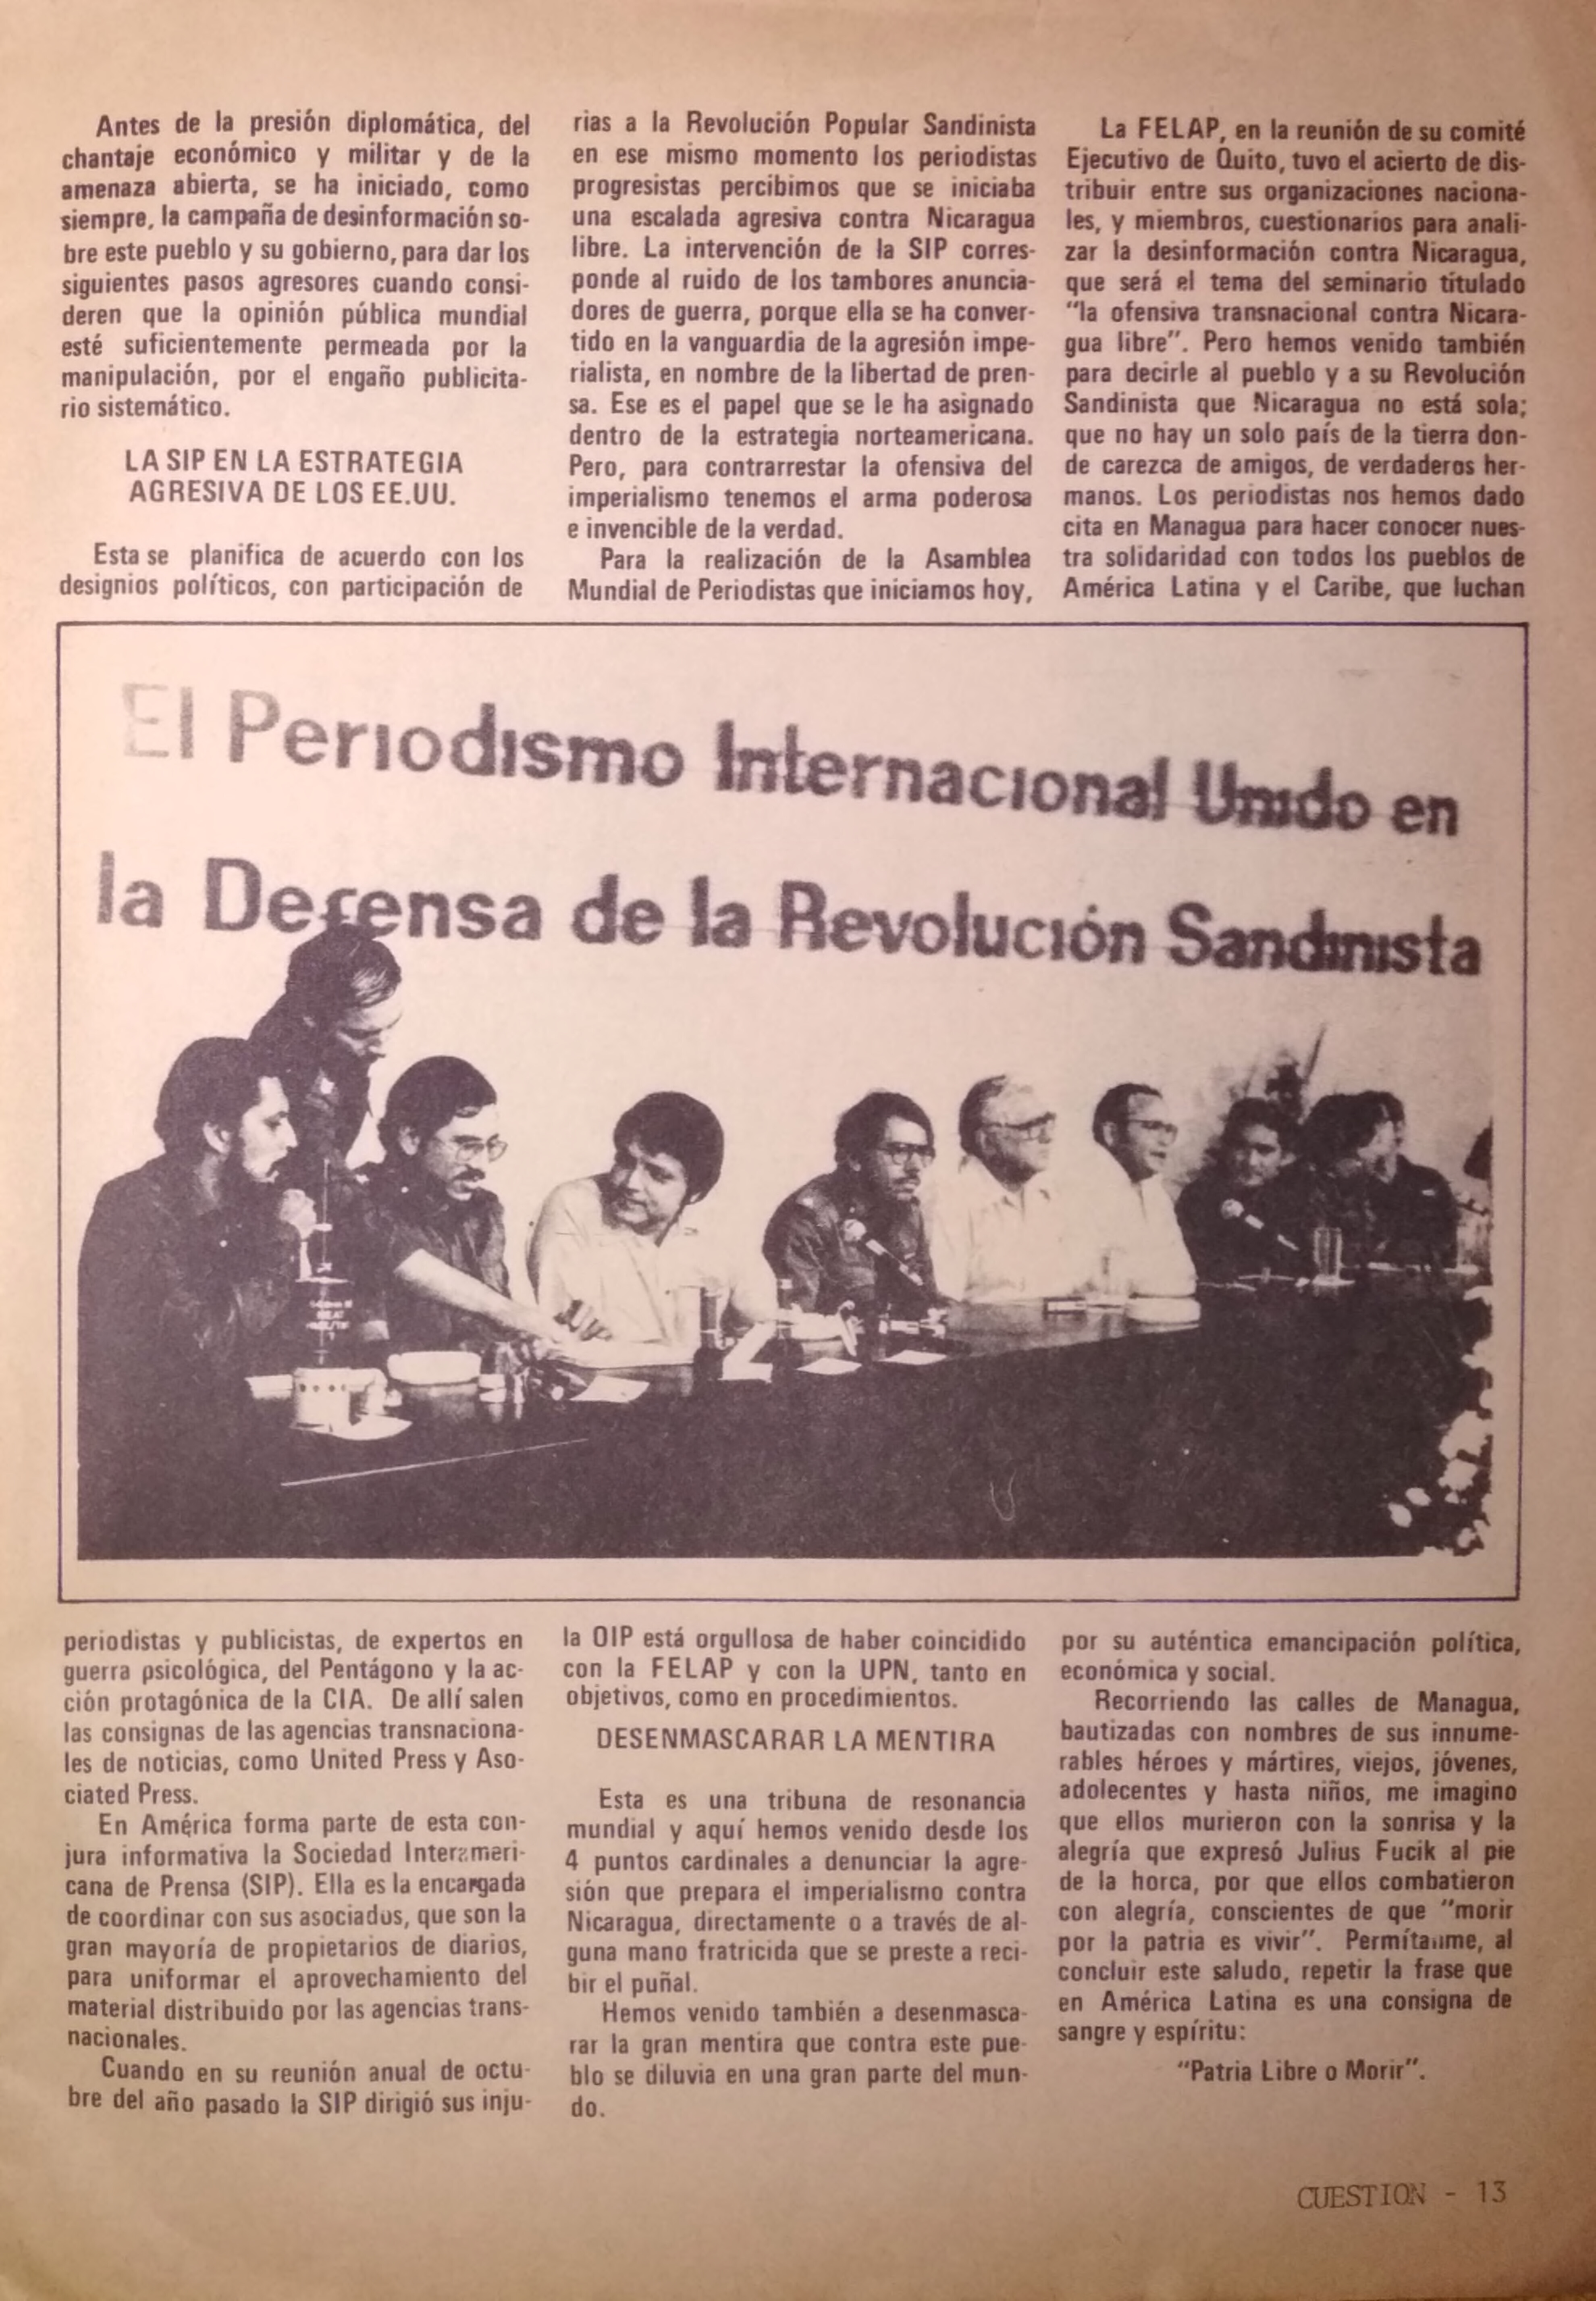 Antes de la presión diplomática, del
chantaje económico y militar y de la
amenaza abierta, se ha iniciado, como
siempre, la campaña de desinformación so-
bre este pueblo y su gobierno, para dar los
siguientes pasos agresores cuando consi-
deren que la opinión pública mundial
esté suficientemente permeada por la
manipulación, por el engaño publicita-
rio sistemático.
LA SIP EN LA ESTRATEGIA
AGRESIVA DE LOS EE.UU.
Esta se planifica de acuerdo con los
designios políticos, con participación de
periodistas y publicistas, de expertos en
guerra psicológica, del Pentágono y la ac-
ción protagónica de la CIA. De allí salen
las consignas de las agencias transnaciona-
les de noticias, como United Press y Aso-
ciated Press.
En América forma parte de esta con-
jura informativa la Sociedad Interameri-
cana de Prensa (SIP). Ella es la encargada
de coordinar con sus asociados, que son la
gran mayoría de propietarios de diarios,
para uniformar el aprovechamiento del
material distribuido por las agencias trans-
nacionales.
Cuando en su reunión anual de octu-
bre del año pasado la SIP dirigió sus inju-
rias a la Revolución Popular Sandinista
en ese mismo momento los periodistas
progresistas percibimos que se iniciaba
una escalada agresiva contra Nicaragua
libre. La intervención de la SIP corres-
ponde al ruido de los tambores anuncia-
dores de guerra, porque ella se ha conver-
tido en la vanguardia de la agresión impe-
rialista, en nombre de la libertad de pren-
sa. Ese es el papel que se le ha asignado
dentro de la estrategia norteamericana.
Pero, para contrarrestar la ofensiva del
imperialismo tenemos el arma poderosa
e invencible de la verdad.
Para la realización de la Asamblea
Mundial de Periodistas que iniciamos hoy,
la OIP está orgullosa de haber coincidido
con la FELAP y con la UPN, tanto en
objetivos, como en procedimientos.
DESENMASCARAR LA MENTIRA
Esta es una tribuna de resonancia
mundial y aquí hemos venido desde los
4 puntos cardinales a denunciar la agre-
sión que prepara el imperialismo contra
Nicaragua, directamente o a través de al-
guna mano fratricida que se preste a reci-
bir el puñal.
Hemos venido también a desenmasca-
rar la gran mentira que contra este pue-
blo se diluvia en una gran parte del mun-
do.
La FELAP, en la reunión de su comité
Ejecutivo de Quito, tuvo el acierto de dis-
tribuir entre sus organizaciones naciona-
les, y miembros, cuestionarios para anali-
zar la desinformación contra Nicaragua,
que será el tema del seminario titulado
"la ofensiva transnacional contra Nicara-
gua libre". Pero hemos venido también
para decirle al pueblo y a su Revolución
Sandinista que Nicaragua no está sola;
que no hay un solo país de la tierra don-
de carezca de amigos, de verdaderos her-
manos. Los periodistas nos hemos dado
cita en Managua para hacer conocer nues-
tra solidaridad con todos los pueblos de
América Latina y el Caribe, que luchan
por su auténtica emancipación política,
económica y social.
Recorriendo las calles de Managua,
bautizadas con nombres de sus innume-
rables héroes y mártires, viejos, jóvenes,
adolecentes y hasta niños, me imagino
que ellos murieron con la sonrisa y la
alegría que expresó Julius Fucik al pie
de la horca, por que ellos combatieron
con alegría, conscientes de que "morir
por la patria es vivir". Permítanme, al
concluir este saludo, repetir la frase que
en América Latina es una consigna de
sangre y espíritu:
"Patria Libre o Morir".
El Periodismo Internacional Unido en
la Defensa de la Revolución Sandinista
CUESTION - 13